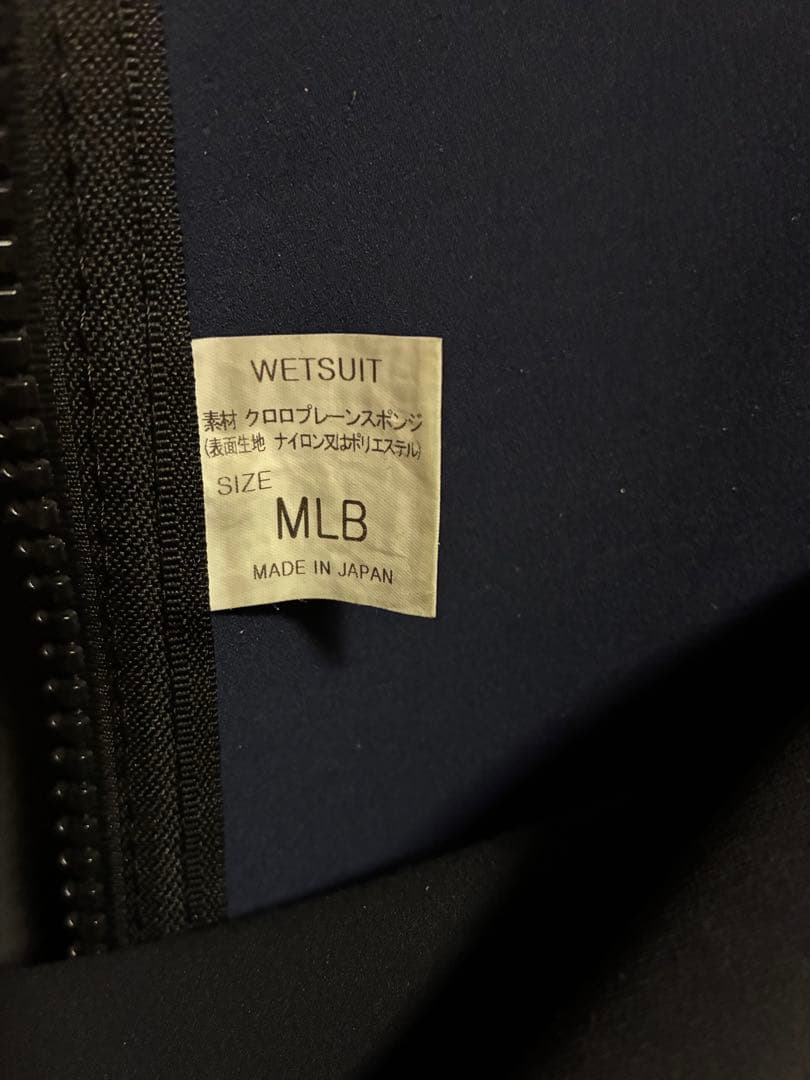 WETSUIT
素材 クロロプレーンスポンジ
(表面生地 ナイロン又はポリエステル)
SIZE
MLB
MADE IN JAPAN